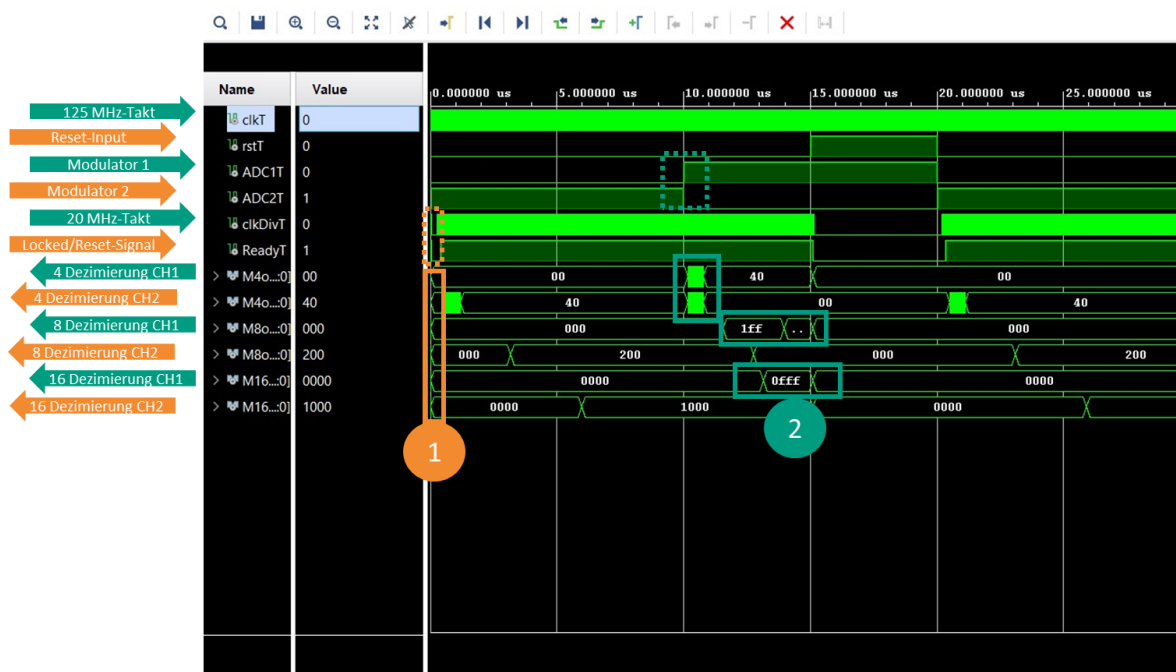 Name Value
0.000000 us 5.000000 us 10.000000 us 15.000000 us 20.000000 us 25.000000 us
125 MHz-Takt clkT 0
Reset-Input rstT 0
Modulator 1 ADC1T 0
Modulator 2 ADC2T 1
20 MHz-Takt clkDivT 0
Locked/Reset-Signal ReadyT 1
4 Dezimierung CH1 > M4o...:0] 00 00 40 00
4 Dezimierung CH2 > M4o...:0] 40 40 00 40
8 Dezimierung CH1 > M8o...:0] 000 000 1ff .. 000
8 Dezimierung CH2 > M8o...:0] 200 000 200 000 200
16 Dezimierung CH1 > M16...:0] 0000 0000 0fff 0000
16 Dezimierung CH2 > M16...:0] 1000 0000 1000 0000
1
2